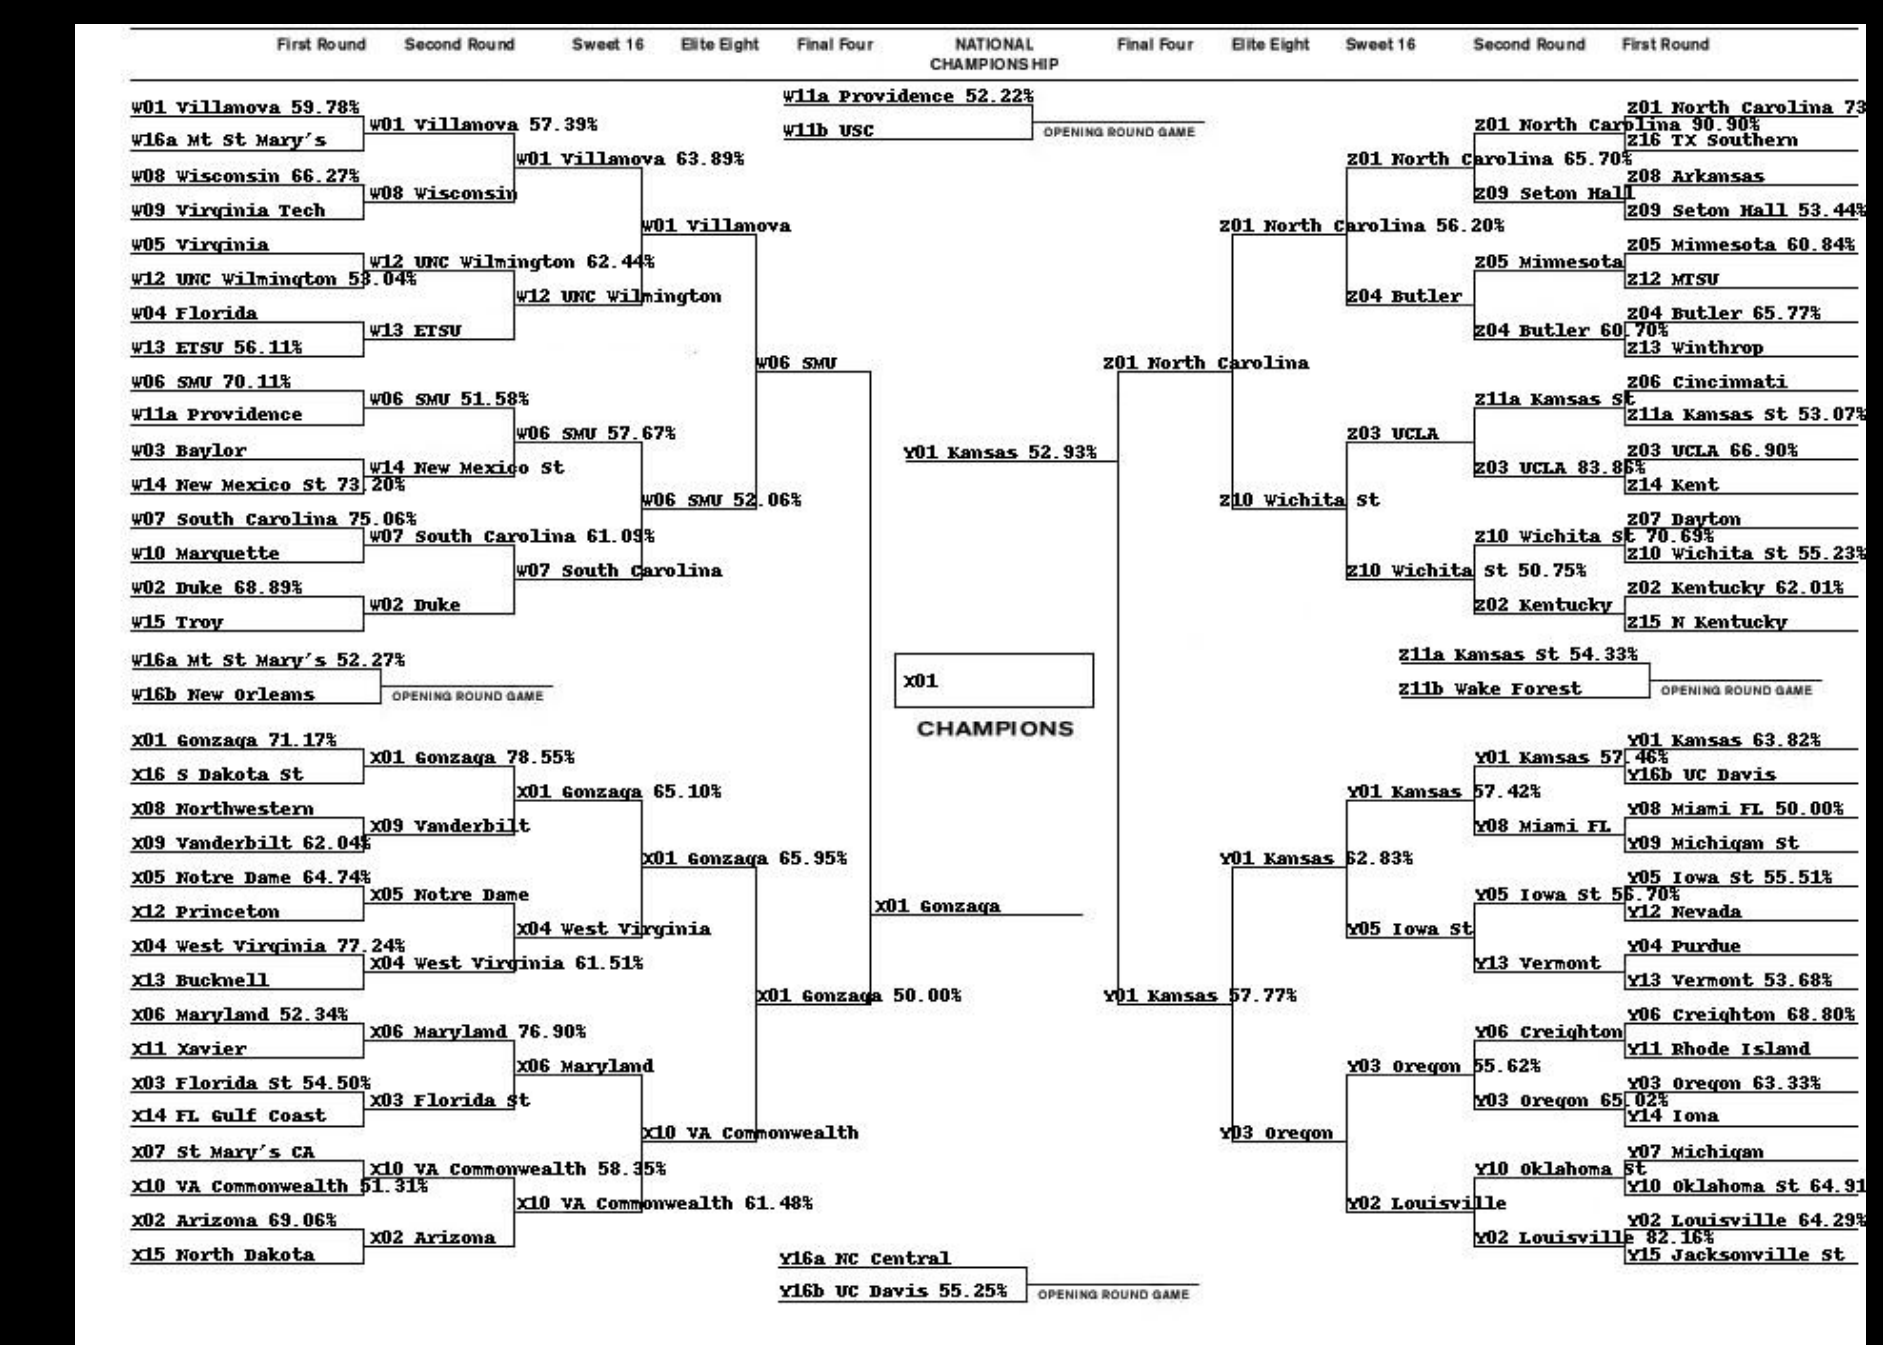 First Round Second Round Sweet 16 Elite Eight Final Four NATIONAL CHAMPIONSHIP Final Four Elite Eight Sweet 16 Second Round First Round
W01 Villanova 59.78%
W16a Mt St Mary's
W08 Wisconsin 66.27%
W09 Virginia Tech
W05 Virginia
W12 UNC Wilmington 53.04%
W04 Florida
W13 ETSU 56.11%
W06 SMU 70.11%
W11a Providence
W03 Baylor
W14 New Mexico St 73.20%
W07 South Carolina 75.06%
W10 Marquette
W02 Duke 68.89%
W15 Troy
W01 Villanova 57.39%
W08 Wisconsin
W12 UNC Wilmington 62.44%
W13 ETSU
W06 SMU 51.58%
W14 New Mexico St
W07 South Carolina 61.09%
W02 Duke
W01 Villanova 63.89%
W12 UNC Wilmington
W06 SMU 57.67%
W07 South Carolina
W01 Villanova
W06 SMU 52.06%
W06 SMU
W16a Mt St Mary's 52.27%
W16b New Orleans
OPENING ROUND GAME
W11a Providence 52.22%
W11b USC
OPENING ROUND GAME
X01 Gonzaga 71.17%
X16 S Dakota St
X08 Northwestern
X09 Vanderbilt 62.04%
X05 Notre Dame 64.74%
X12 Princeton
X04 West Virginia 77.24%
X13 Bucknell
X06 Maryland 52.34%
X11 Xavier
X03 Florida St 54.50%
X14 FL Gulf Coast
X07 St Mary's CA
X10 VA Commonwealth 51.31%
X02 Arizona 69.06%
X15 North Dakota
X01 Gonzaga 78.55%
X09 Vanderbilt
X05 Notre Dame
X04 West Virginia 61.51%
X06 Maryland 76.90%
X03 Florida St
X10 VA Commonwealth 58.35%
X02 Arizona
X01 Gonzaga 65.10%
X04 West Virginia
X06 Maryland
X10 VA Commonwealth 61.48%
X01 Gonzaga 65.95%
X10 VA Commonwealth
X01 Gonzaga 50.00%
X01 Gonzaga
Y01 Kansas 52.93%
X01
CHAMPIONS
Z01 North Carolina
Z01 North Carolina 56.20%
Z10 Wichita St
Z01 North Carolina 65.70%
Z04 Butler
Z03 UCLA
Z10 Wichita St 50.75%
Z01 North Carolina 90.90%
Z09 Seton Hall
Z05 Minnesota
Z04 Butler 60.70%
Z11a Kansas St
Z03 UCLA 83.86%
Z10 Wichita St 70.69%
Z02 Kentucky
Z01 North Carolina 73
Z16 TX Southern
Z08 Arkansas
Z09 Seton Hall 53.44%
Z05 Minnesota 60.84%
Z12 MTSU
Z04 Butler 65.77%
Z13 Winthrop
Z06 Cincinnati
Z11a Kansas St 53.07%
Z03 UCLA 66.90%
Z14 Kent
Z07 Dayton
Z10 Wichita St 55.23%
Z02 Kentucky 62.01%
Z15 N Kentucky
Z11a Kansas St 54.33%
Z11b Wake Forest
OPENING ROUND GAME
Y01 Kansas 57.77%
Y01 Kansas 62.83%
Y03 Oregon
Y01 Kansas 57.42%
Y05 Iowa St
Y03 Oregon 55.62%
Y02 Louisville
Y01 Kansas 57.46%
Y08 Miami FL
Y05 Iowa St 56.70%
Y13 Vermont
Y06 Creighton
Y03 Oregon 65.02%
Y10 Oklahoma St
Y02 Louisville 82.16%
Y01 Kansas 63.82%
Y16b UC Davis
Y08 Miami FL 50.00%
Y09 Michigan St
Y05 Iowa St 55.51%
Y12 Nevada
Y04 Purdue
Y13 Vermont 53.68%
Y06 Creighton 68.80%
Y11 Rhode Island
Y03 Oregon 63.33%
Y14 Iona
Y07 Michigan
Y10 Oklahoma St 64.91
Y02 Louisville 64.29%
Y15 Jacksonville St
Y16a NC Central
Y16b UC Davis 55.25%
OPENING ROUND GAME